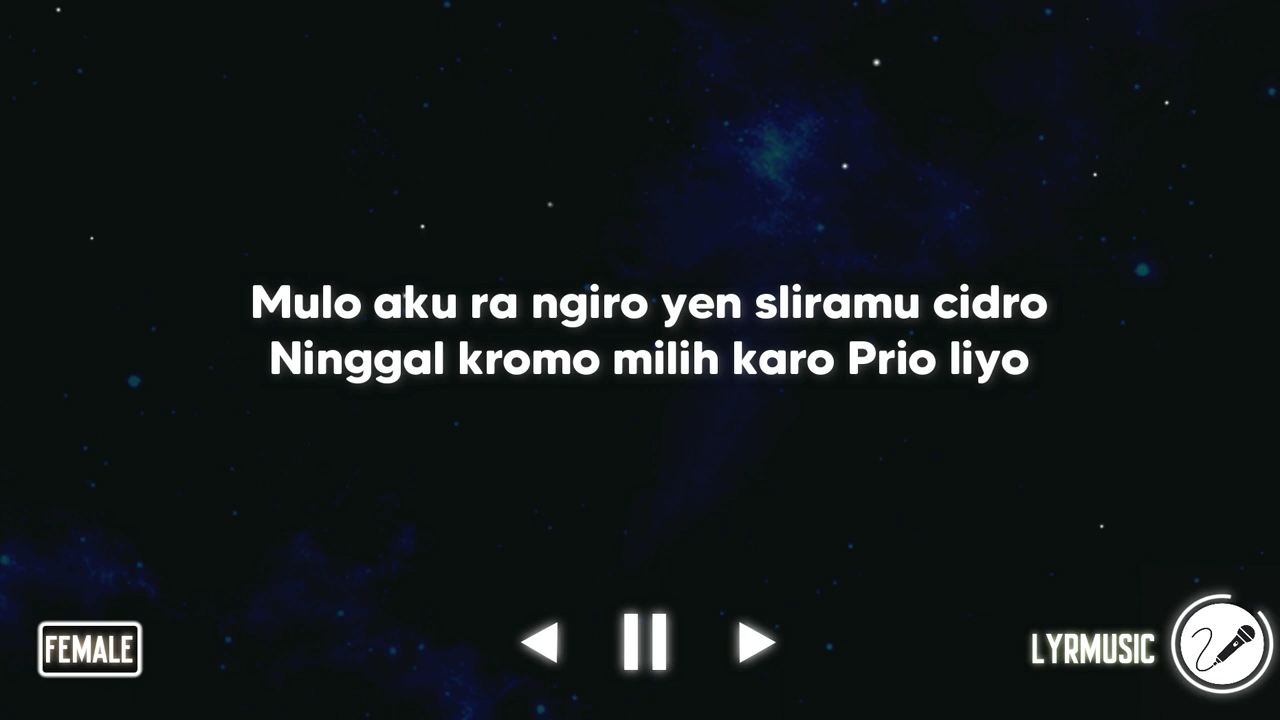 Mulo aku ra ngiro yen sliramu cidro
Ninggal kromo milih karo Prio liyo
FEMALE
LYRMUSIC